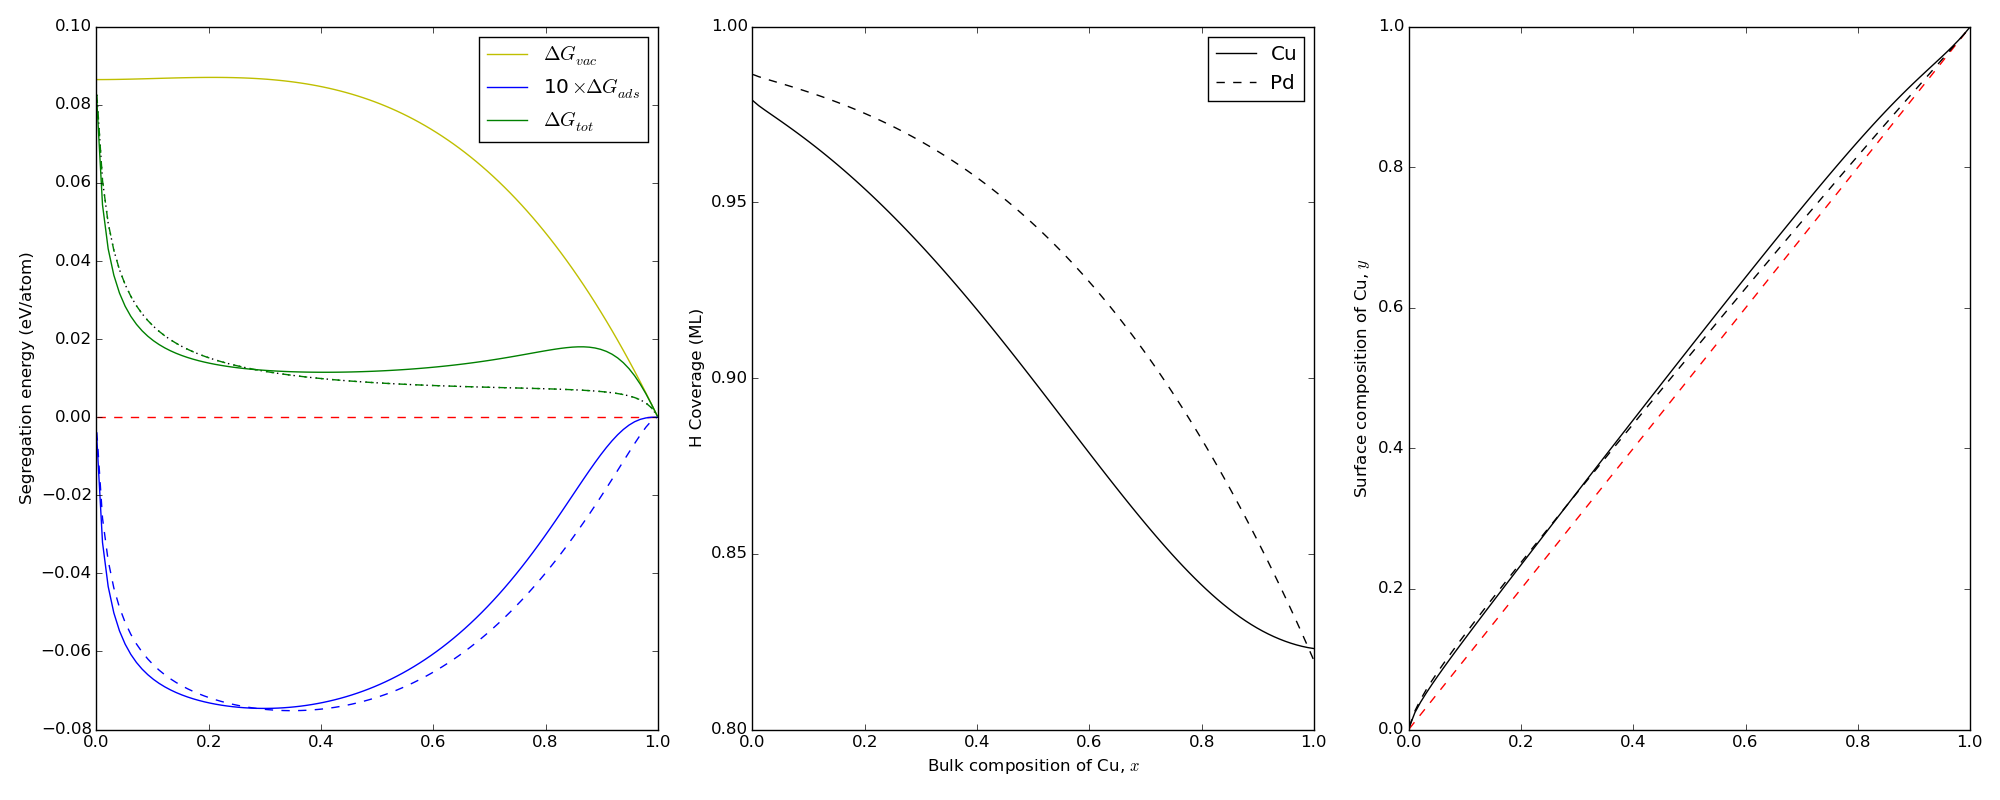 0.10
0.08
0.06
0.04
0.02
0.00
−0.02
−0.04
−0.06
−0.08
Segregation energy (eV/atom)
ΔG_vac
10 ×ΔG_ads
ΔG_tot
0.0 0.2 0.4 0.6 0.8 1.0
1.00
0.95
0.90
0.85
0.80
H Coverage (ML)
Cu
Pd
0.0 0.2 0.4 0.6 0.8 1.0
Bulk composition of Cu, x
1.0
0.8
0.6
0.4
0.2
0.0
Surface composition of Cu, y
0.0 0.2 0.4 0.6 0.8 1.0